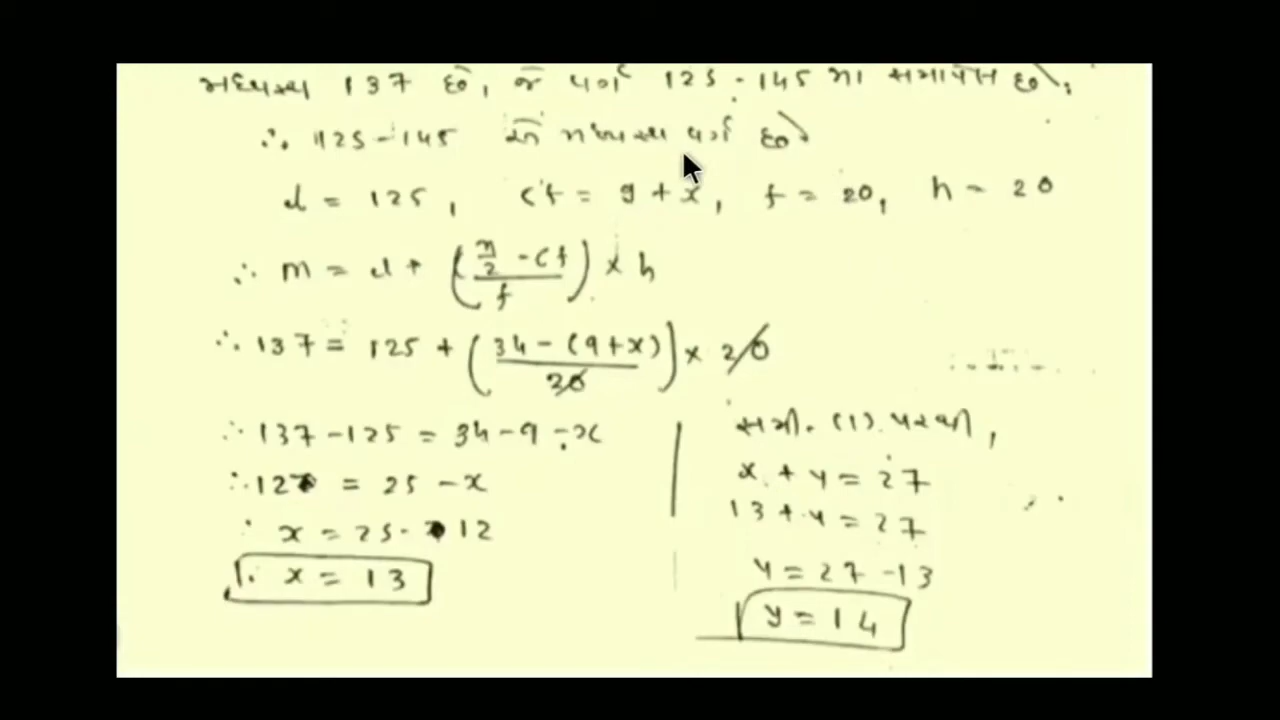 મધ્યસ્થ 137 છે, જે વર્ગ 125-145 માં સમાયેલ છે.
∴ 125-145 એ મધ્યસ્થ વર્ગ છે
l = 125, cf = 9+x, f = 20, h = 20
∴ m = l + ((n/2 - cf)/f) × h
∴ 137 = 125 + ((34-(9+x))/20) × 20
∴ 137-125 = 34-9-x
∴ 12 = 25-x
∴ x = 25-12
∴ x = 13
સમી. (1) પરથી,
x + y = 27
13 + y = 27
y = 27-13
y = 14